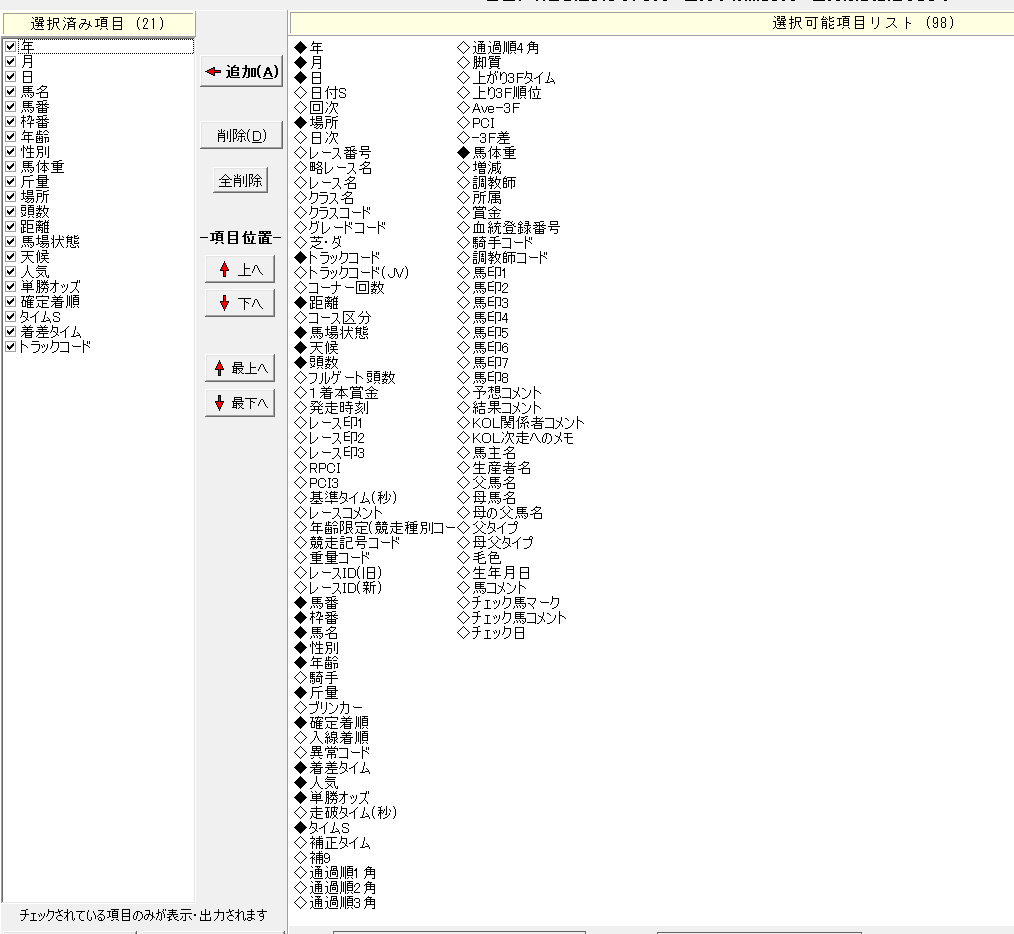 選択済み項目 (21)
年
月
日
馬名
馬番
枠番
年齢
性別
馬体重
斤量
場所
頭数
距離
馬場状態
天候
人気
単勝オッズ
確定着順
タイムS
着差タイム
トラックコード
チェックされている項目のみが表示・出力されます
追加(A)
削除(D)
全削除
-項目位置-
上へ
下へ
最上へ
最下へ
選択可能項目リスト (98)
◆年
◆月
◆日
◇日付S
◇回次
◆場所
◇日次
◇レース番号
◇略レース名
◇レース名
◇クラス名
◇クラスコード
◇グレードコード
◇芝・ダ
◆トラックコード
◇トラックコード(JV)
◇コーナー回数
◆距離
◇コース区分
◆馬場状態
◆天候
◆頭数
◇フルゲート頭数
◇1着本賞金
◇発走時刻
◇レース印1
◇レース印2
◇レース印3
◇RPCI
◇PCI3
◇基準タイム(秒)
◇レースコメント
◇年齢限定(競走種別コー
◇競走記号コード
◇重量コード
◇レースID(旧)
◇レースID(新)
◆馬番
◆枠番
◆馬名
◆性別
◆年齢
◇騎手
◆斤量
◇ブリンカー
◆確定着順
◇入線着順
◇異常コード
◆着差タイム
◆人気
◆単勝オッズ
◇走破タイム(秒)
◆タイムS
◇補正タイム
◇補9
◇通過順1角
◇通過順2角
◇通過順3角
◇通過順4角
◇脚質
◇上がり3Fタイム
◇上り3F順位
◇Ave-3F
◇PCI
◇-3F差
◆馬体重
◇増減
◇調教師
◇所属
◇賞金
◇血統登録番号
◇騎手コード
◇調教師コード
◇馬印1
◇馬印2
◇馬印3
◇馬印4
◇馬印5
◇馬印6
◇馬印7
◇馬印8
◇予想コメント
◇結果コメント
◇KOL関係者コメント
◇KOL次走へのメモ
◇馬主名
◇生産者名
◇父馬名
◇母馬名
◇母の父馬名
◇父タイプ
◇母父タイプ
◇毛色
◇生年月日
◇馬コメント
◇チェック馬マーク
◇チェック馬コメント
◇チェック日